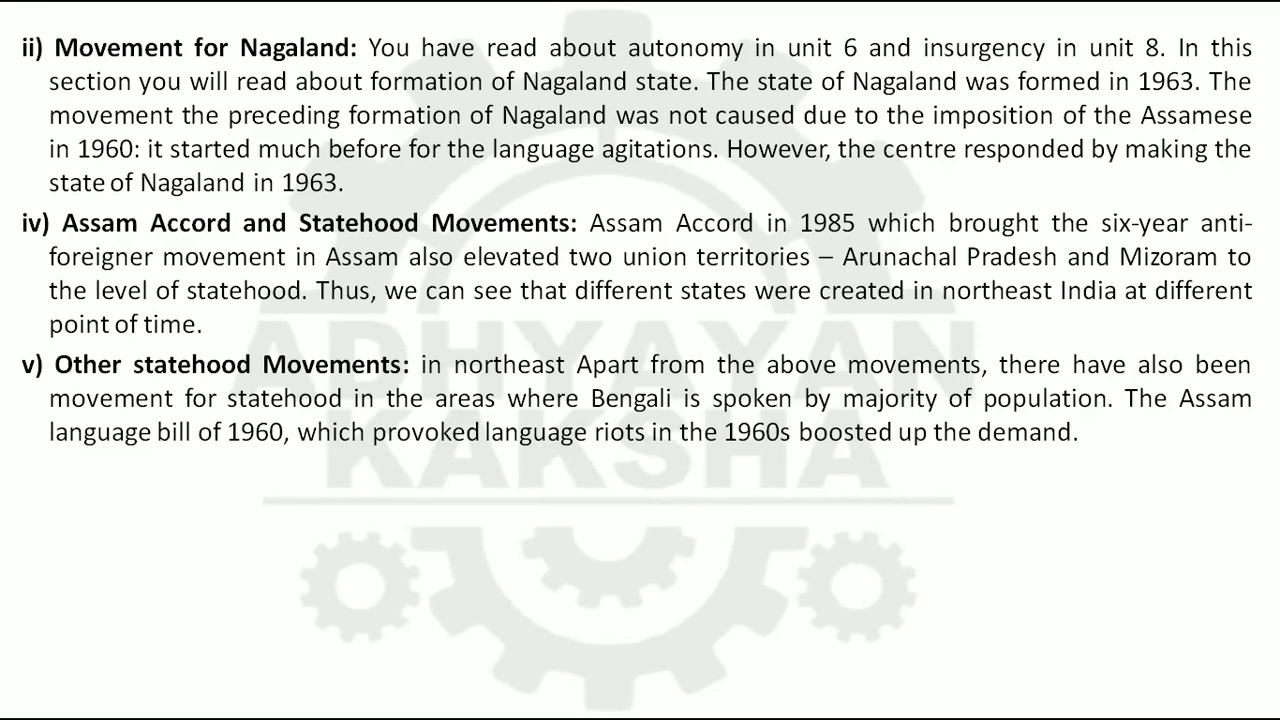 ii) Movement for Nagaland: You have read about autonomy in unit 6 and insurgency in unit 8. In this
section you will read about formation of Nagaland state. The state of Nagaland was formed in 1963. The
movement the preceding formation of Nagaland was not caused due to the imposition of the Assamese
in 1960: it started much before for the language agitations. However, the centre responded by making the
state of Nagaland in 1963.
iv) Assam Accord and Statehood Movements: Assam Accord in 1985 which brought the six-year anti-
foreigner movement in Assam also elevated two union territories – Arunachal Pradesh and Mizoram to
the level of statehood. Thus, we can see that different states were created in northeast India at different
point of time.
v) Other statehood Movements: in northeast Apart from the above movements, there have also been
movement for statehood in the areas where Bengali is spoken by majority of population. The Assam
language bill of 1960, which provoked language riots in the 1960s boosted up the demand.
ADHYAYAN
KAKSHA